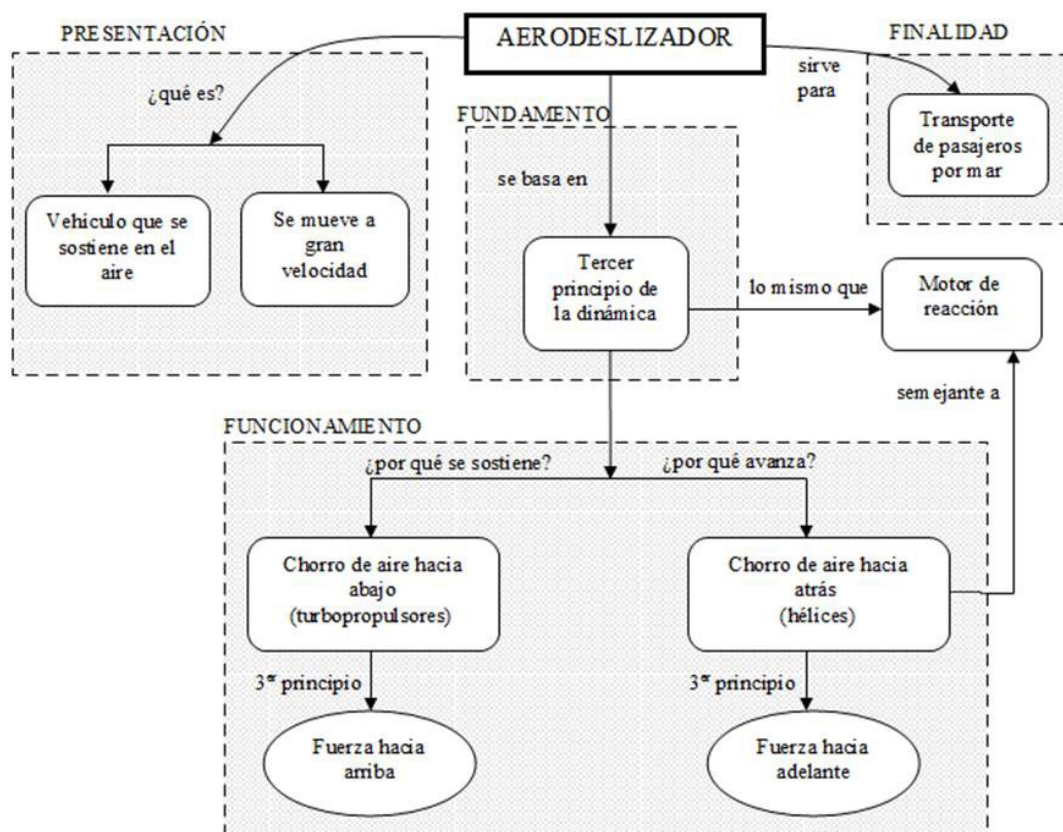 PRESENTACIÓN
AERODESLIZADOR
FINALIDAD
¿qué es?
sirve
para
FUNDAMENTO
Transporte
de pasajeros
por mar
se basa en
Vehículo que se
sostiene en el
aire
Se mueve a
gran
velocidad
Tercer
principio de
la dinámica
lo mismo que
Motor de
reacción
semejante a
FUNCIONAMIENTO
¿por qué se sostiene?
¿por qué avanza?
Chorro de aire hacia
abajo
(turbopropulsores)
Chorro de aire hacia
atrás
(hélices)
3er principio
3er principio
Fuerza hacia
arriba
Fuerza hacia
adelante